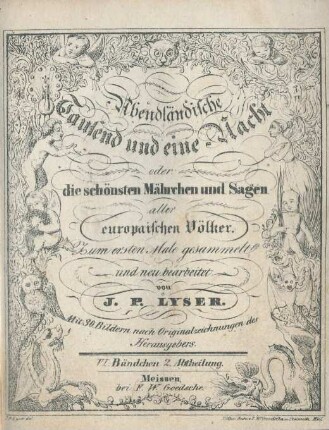 Abendländische
Tausend und eine Nacht
oder
die schönsten Mährchen und Sagen
aller
europäischen Völker.
Zum ersten Male gesammelt
und neu bearbeitet
von
J. P. LYSER.
Mit 30 Bildern nach Originalzeichnungen des
Herausgebers.
VI. Bändchen 2. Abtheilung.
Meissen,
bei F. W. Goedsche.